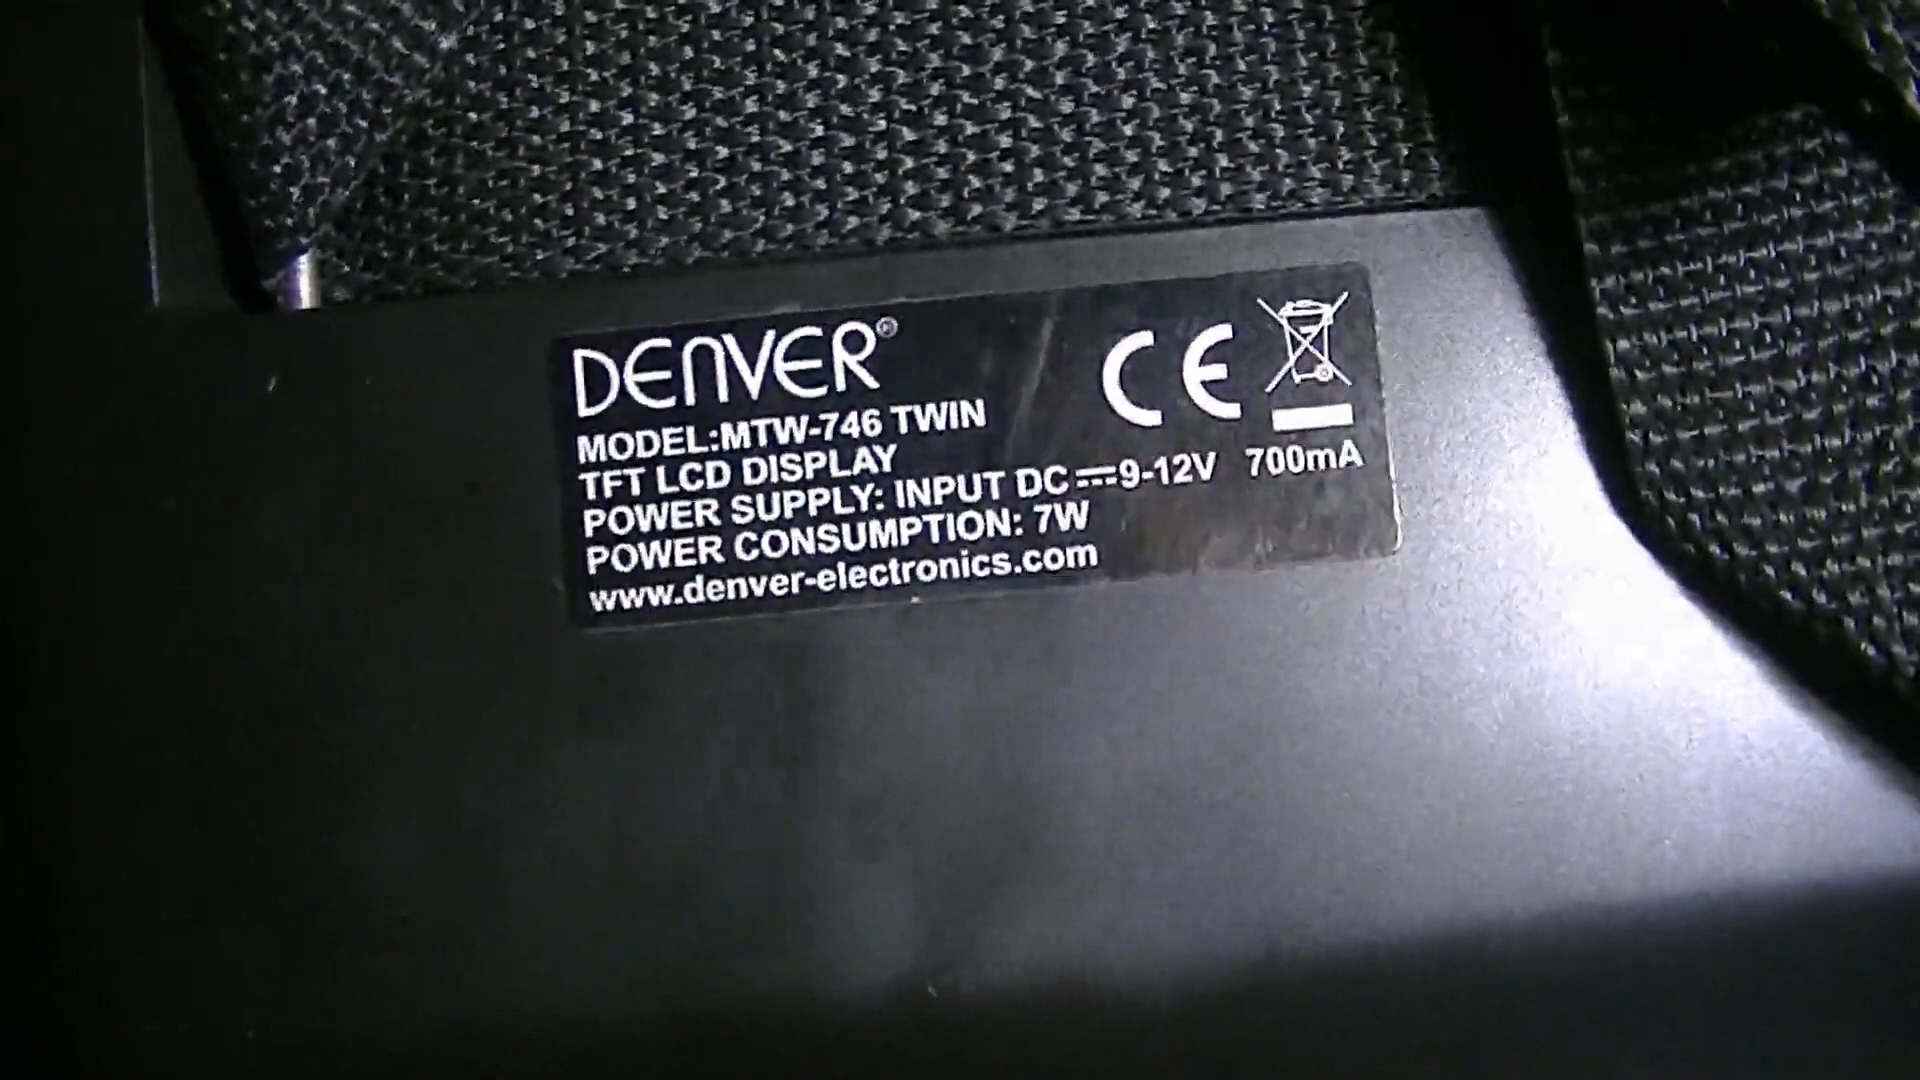 DENVER®
MODEL:MTW-746 TWIN
TFT LCD DISPLAY
POWER SUPPLY: INPUT DC⎓9-12V 700mA
POWER CONSUMPTION: 7W
www.denver-electronics.com
CE